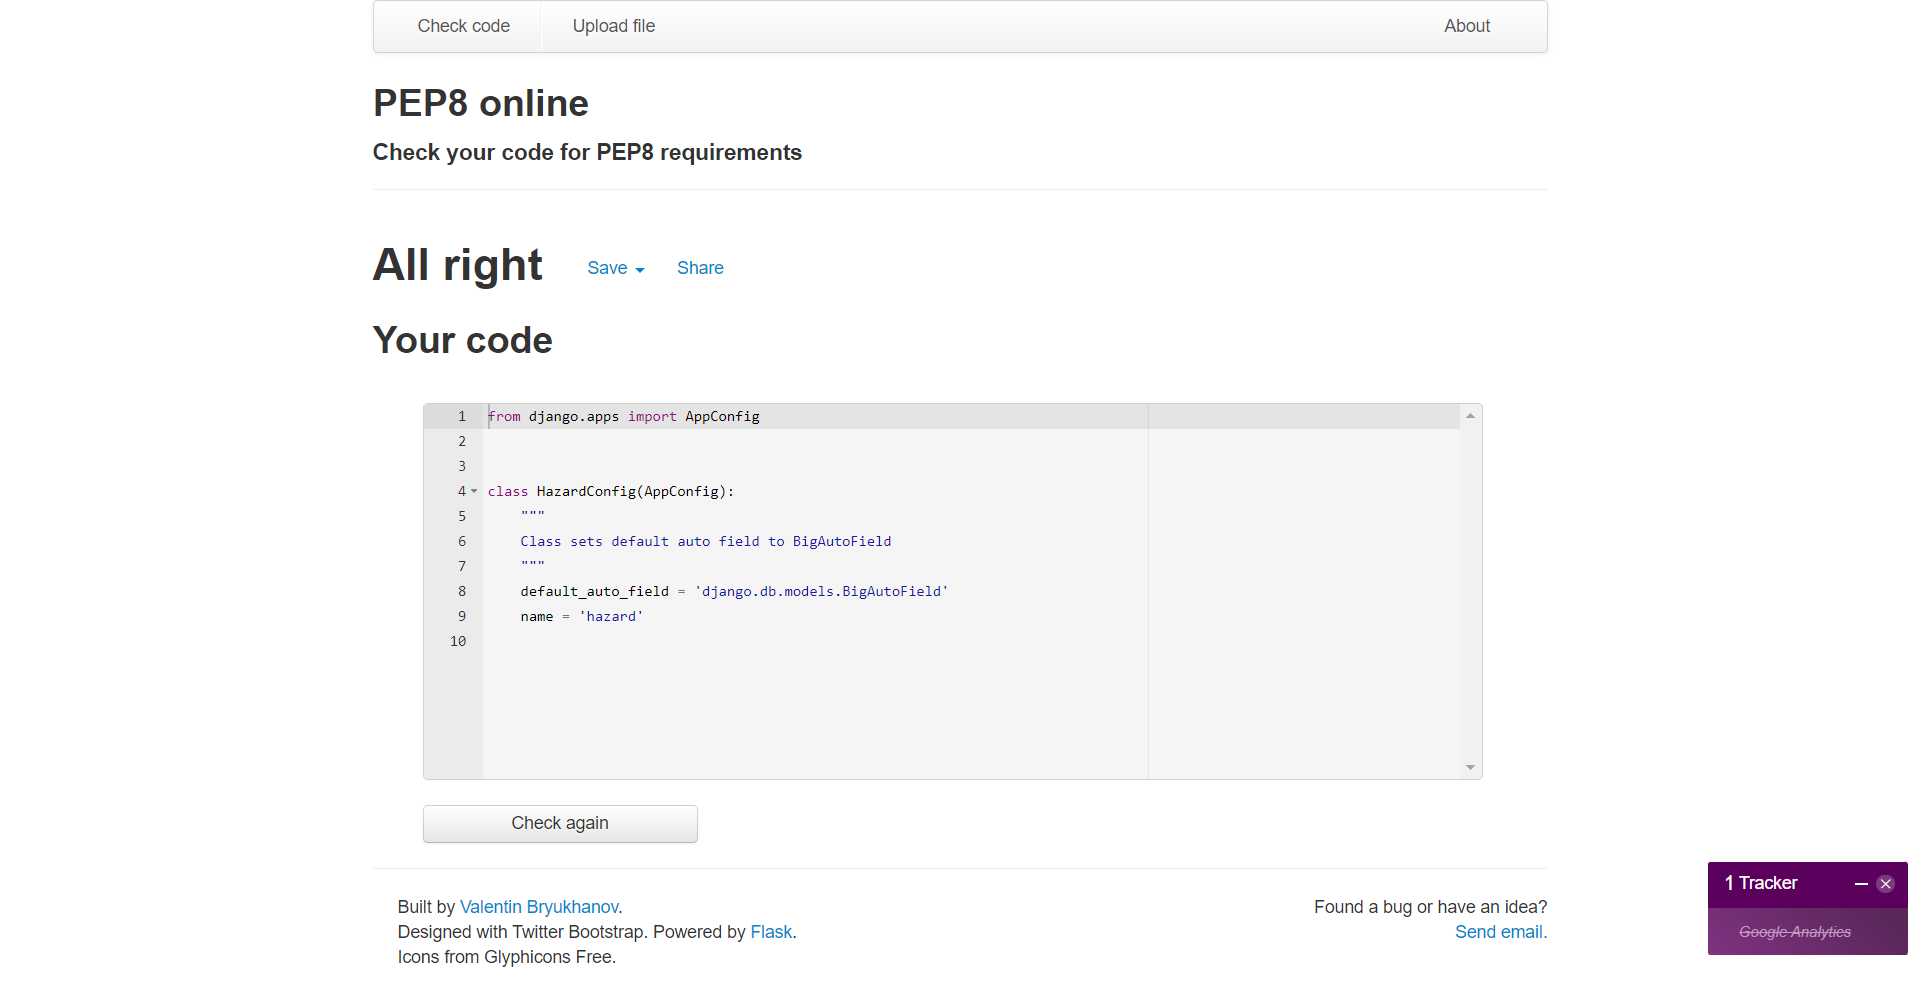 Check code Upload file About
PEP8 online
Check your code for PEP8 requirements
All right Save Share
Your code
1 from django.apps import AppConfig
2
3
4 class HazardConfig(AppConfig):
5     """
6     Class sets default auto field to BigAutoField
7     """
8     default_auto_field = 'django.db.models.BigAutoField'
9     name = 'hazard'
10
Check again
1 Tracker
Google Analytics
Built by Valentin Bryukhanov. Found a bug or have an idea?
Designed with Twitter Bootstrap. Powered by Flask. Send email.
Icons from Glyphicons Free.